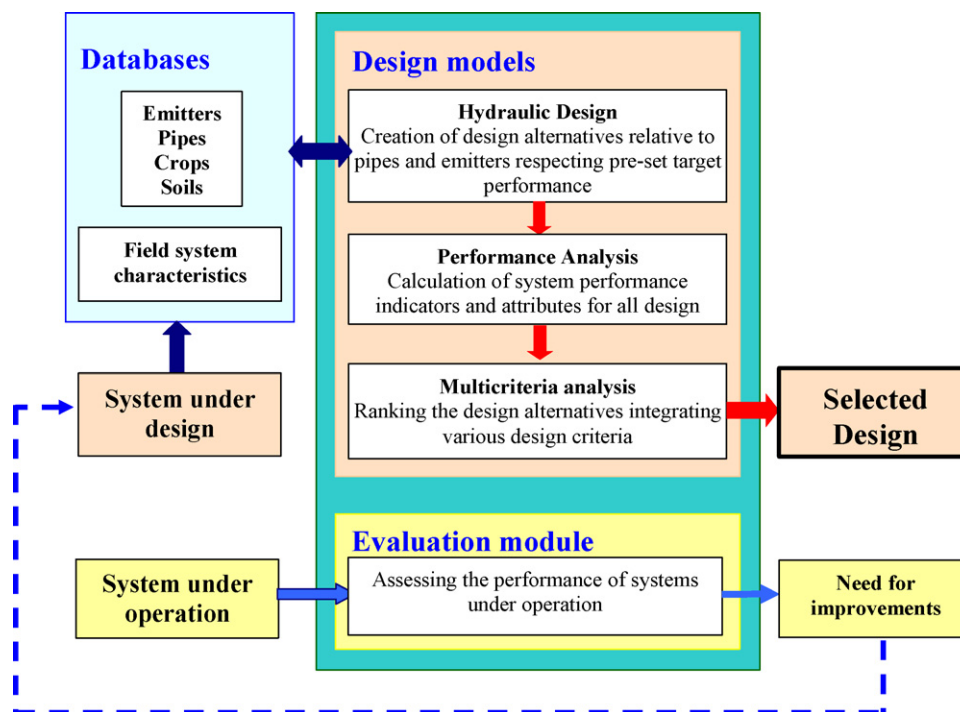 Databases
Emitters
Pipes
Crops
Soils
Field system
characteristics
System under
design
Design models
Hydraulic Design
Creation of design alternatives relative to
pipes and emitters respecting pre-set target
performance
Performance Analysis
Calculation of system performance
indicators and attributes for all design
Multicriteria analysis
Ranking the design alternatives integrating
various design criteria
Selected
Design
System under
operation
Evaluation module
Assessing the performance of systems
under operation
Need for
improvements